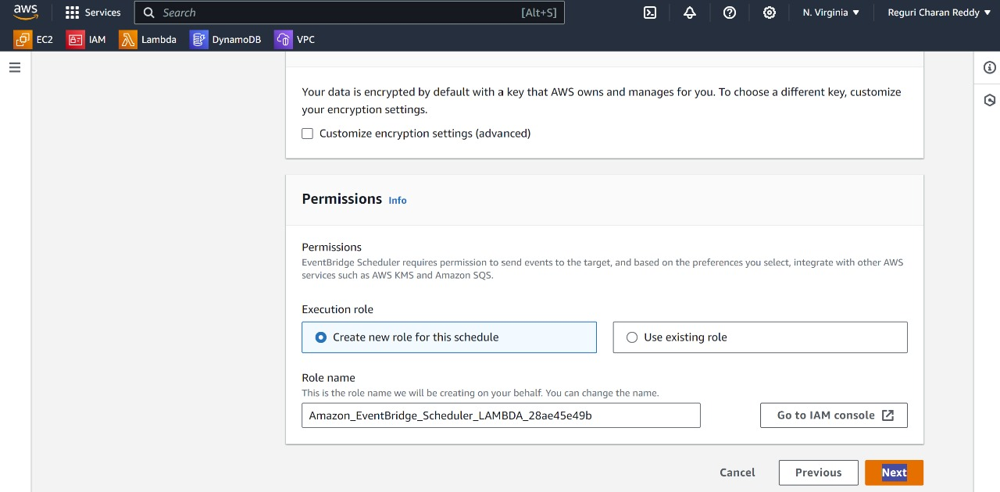 aws Services Search [Alt+S] N. Virginia Reguri Charan Reddy
EC2 IAM Lambda DynamoDB VPC
Your data is encrypted by default with a key that AWS owns and manages for you. To choose a different key, customize
your encryption settings.
Customize encryption settings (advanced)
Permissions Info
Permissions
EventBridge Scheduler requires permission to send events to the target, and based on the preferences you select, integrate with other AWS
services such as AWS KMS and Amazon SQS.
Execution role
Create new role for this schedule Use existing role
Role name
This is the role name we will be creating on your behalf. You can change the name.
Amazon_EventBridge_Scheduler_LAMBDA_28ae45e49b Go to IAM console
Cancel Previous Next